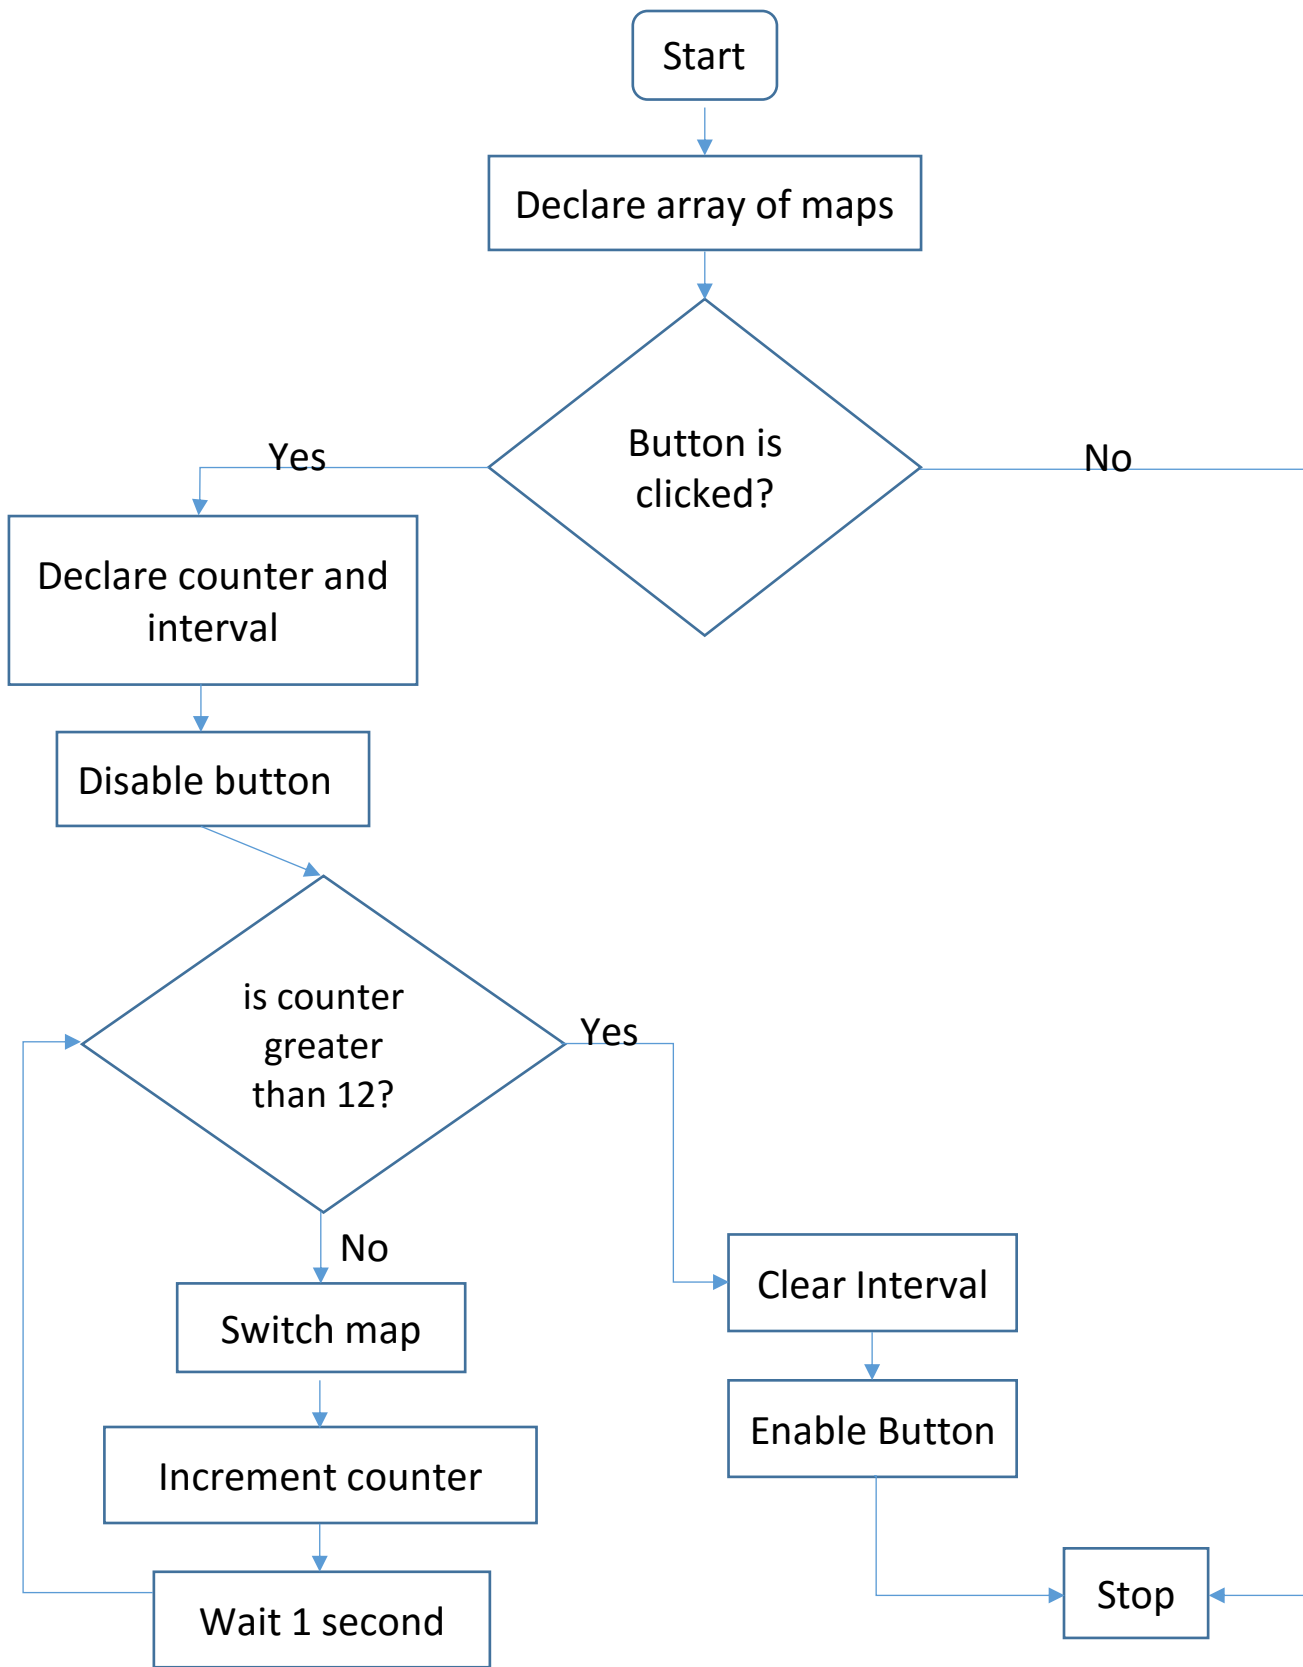 Start
Declare array of maps
Button is
clicked?
Yes
No
Declare counter and
interval
Disable button
is counter
greater
than 12?
Yes
No
Switch map
Increment counter
Wait 1 second
Clear Interval
Enable Button
Stop